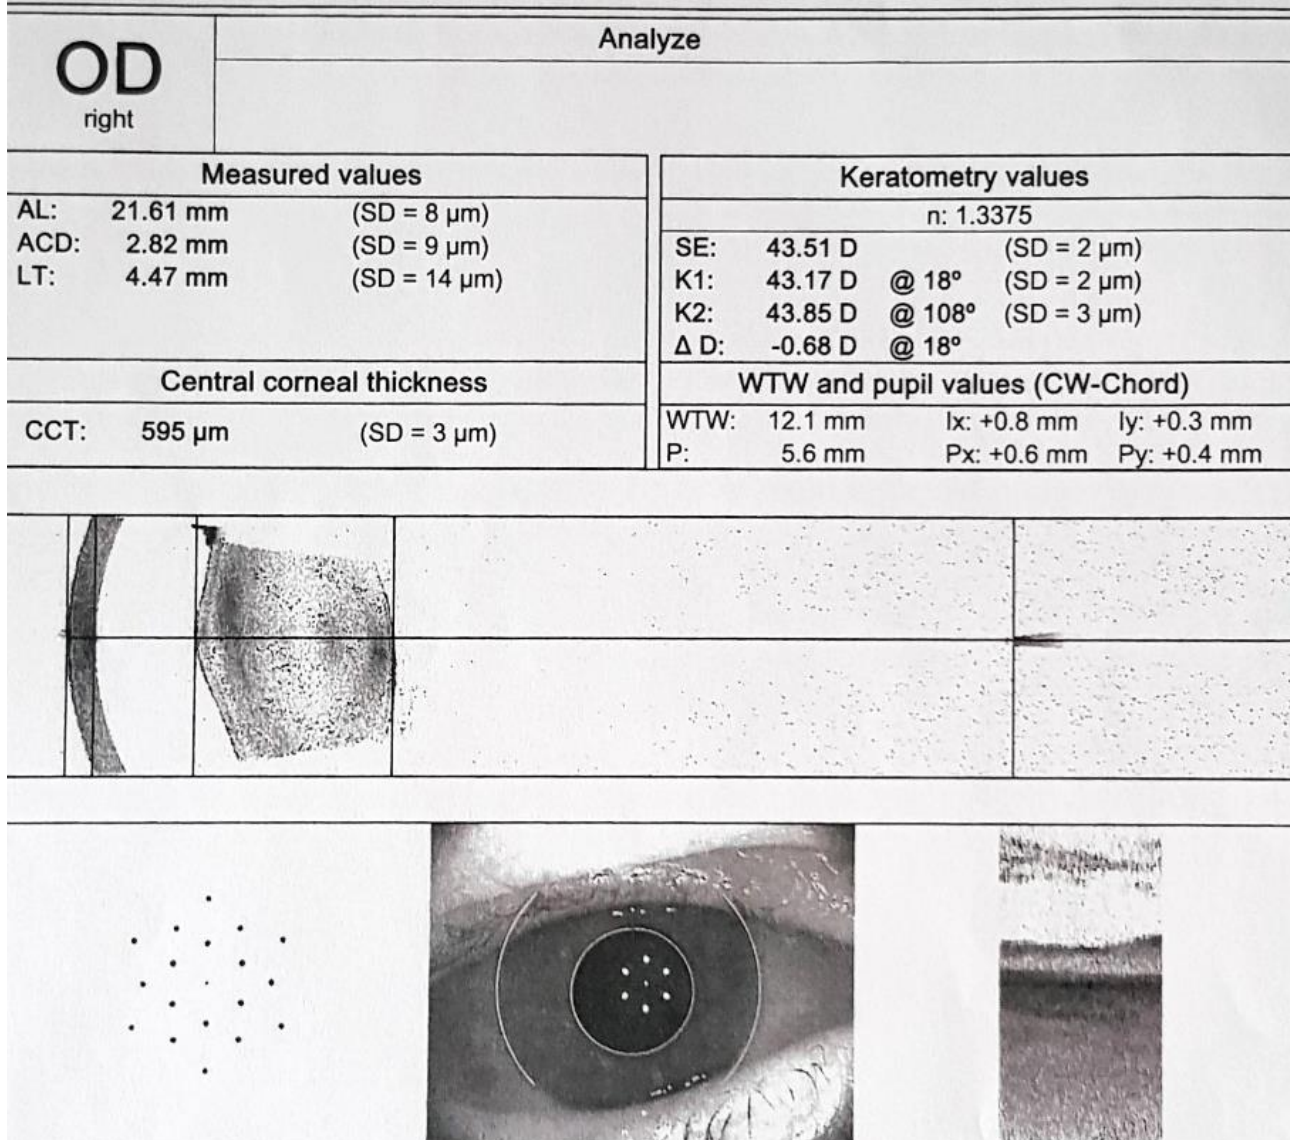 OD
right
Analyze
Measured values
AL: 21.61 mm (SD = 8 µm)
ACD: 2.82 mm (SD = 9 µm)
LT: 4.47 mm (SD = 14 µm)
Central corneal thickness
CCT: 595 µm (SD = 3 µm)
Keratometry values
n: 1.3375
SE: 43.51 D (SD = 2 µm)
K1: 43.17 D @ 18º (SD = 2 µm)
K2: 43.85 D @ 108º (SD = 3 µm)
Δ D: -0.68 D @ 18º
WTW and pupil values (CW-Chord)
WTW: 12.1 mm Ix: +0.8 mm Iy: +0.3 mm
P: 5.6 mm Px: +0.6 mm Py: +0.4 mm